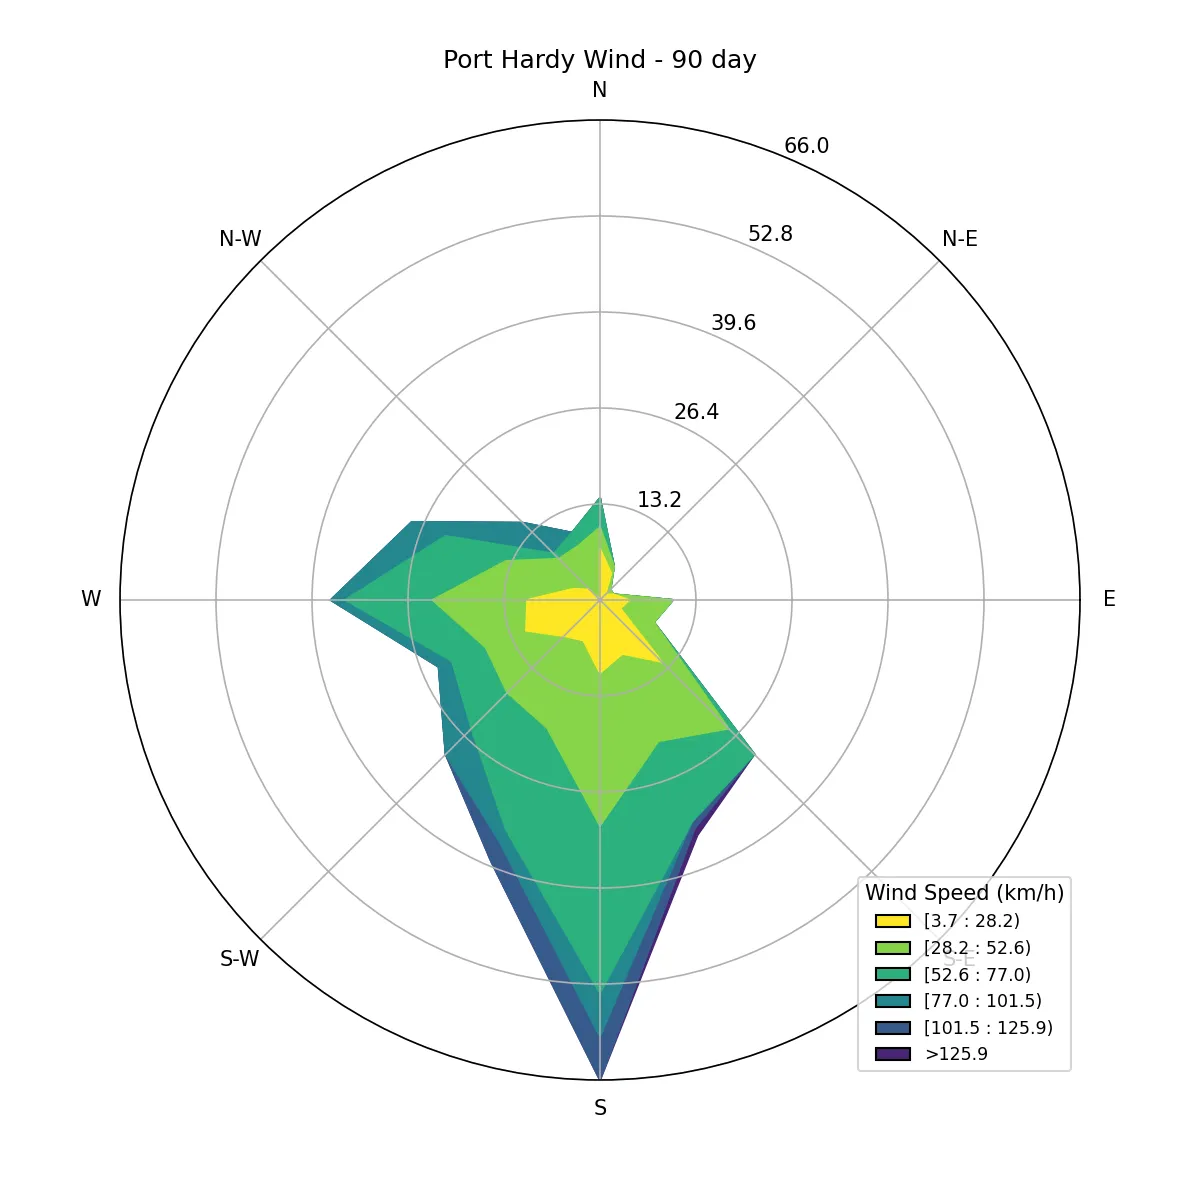 Port Hardy Wind - 90 day
N
66.0
52.8
N-W
N-E
39.6
26.4
13.2
W
E
Wind Speed (km/h)
[3.7 : 28.2)
[28.2 : 52.6)
S-W
S-E
[52.6 : 77.0)
[77.0 : 101.5)
[101.5 : 125.9)
>125.9
S